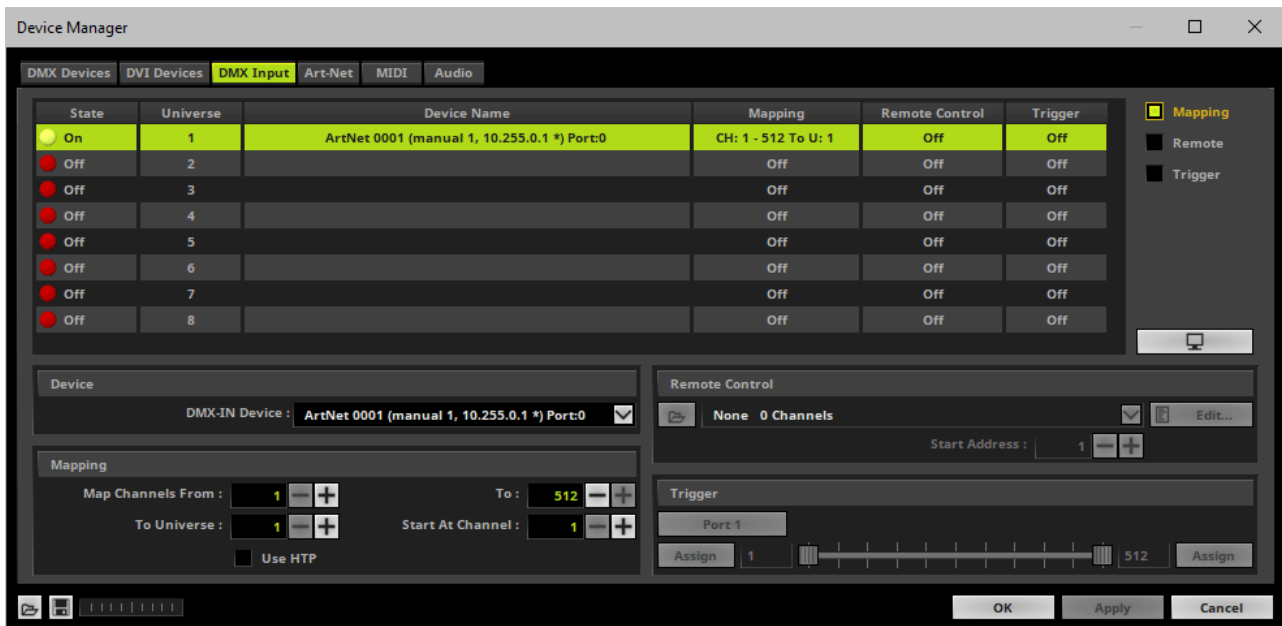 Device Manager
DMX Devices DVI Devices DMX Input Art-Net MIDI Audio
State Universe Device Name Mapping Remote Control Trigger
On 1 ArtNet 0001 (manual 1, 10.255.0.1 *) Port:0 CH: 1 - 512 To U: 1 Off Off
Off 2 Off Off Off
Off 3 Off Off Off
Off 4 Off Off Off
Off 5 Off Off Off
Off 6 Off Off Off
Off 7 Off Off Off
Off 8 Off Off Off
Mapping
Remote
Trigger
Device
DMX-IN Device : ArtNet 0001 (manual 1, 10.255.0.1 *) Port:0
Mapping
Map Channels From : 1 To : 512
To Universe : 1 Start At Channel : 1
Use HTP
Remote Control
None 0 Channels Edit...
Start Address : 1
Trigger
Port 1
Assign 1 512 Assign
OK Apply Cancel